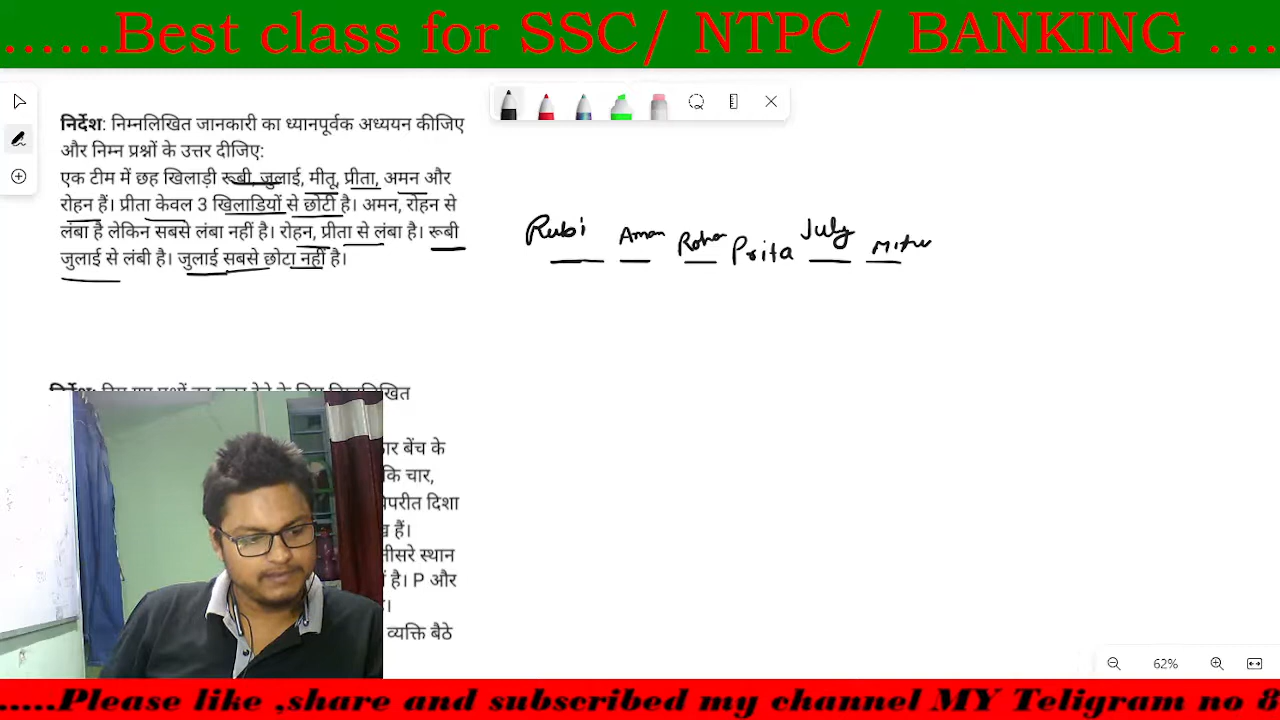 ......Best class for SSC/ NTPC/ BANKING ....
निर्देश: निम्नलिखित जानकारी का ध्यानपूर्वक अध्ययन कीजिए
और निम्न प्रश्नों के उत्तर दीजिए:
एक टीम में छह खिलाड़ी रूबी, जुलाई, मीतू, प्रीता, अमन और
रोहन हैं। प्रीता केवल 3 खिलाडियों से छोटी है। अमन, रोहन से
लंबा है लेकिन सबसे लंबा नहीं है। रोहन, प्रीता से लंबा है। रूबी
जुलाई से लंबी है। जुलाई सबसे छोटा नहीं है।
Rubi Aman Rohan Prita July Mitu
खित
बेंच के
कि चार,
दिशा
हैं।
स्थान
है। P और
व्यक्ति बैठे
62%
.....Please like ,share and subscribed my channel MY Teligram no 8